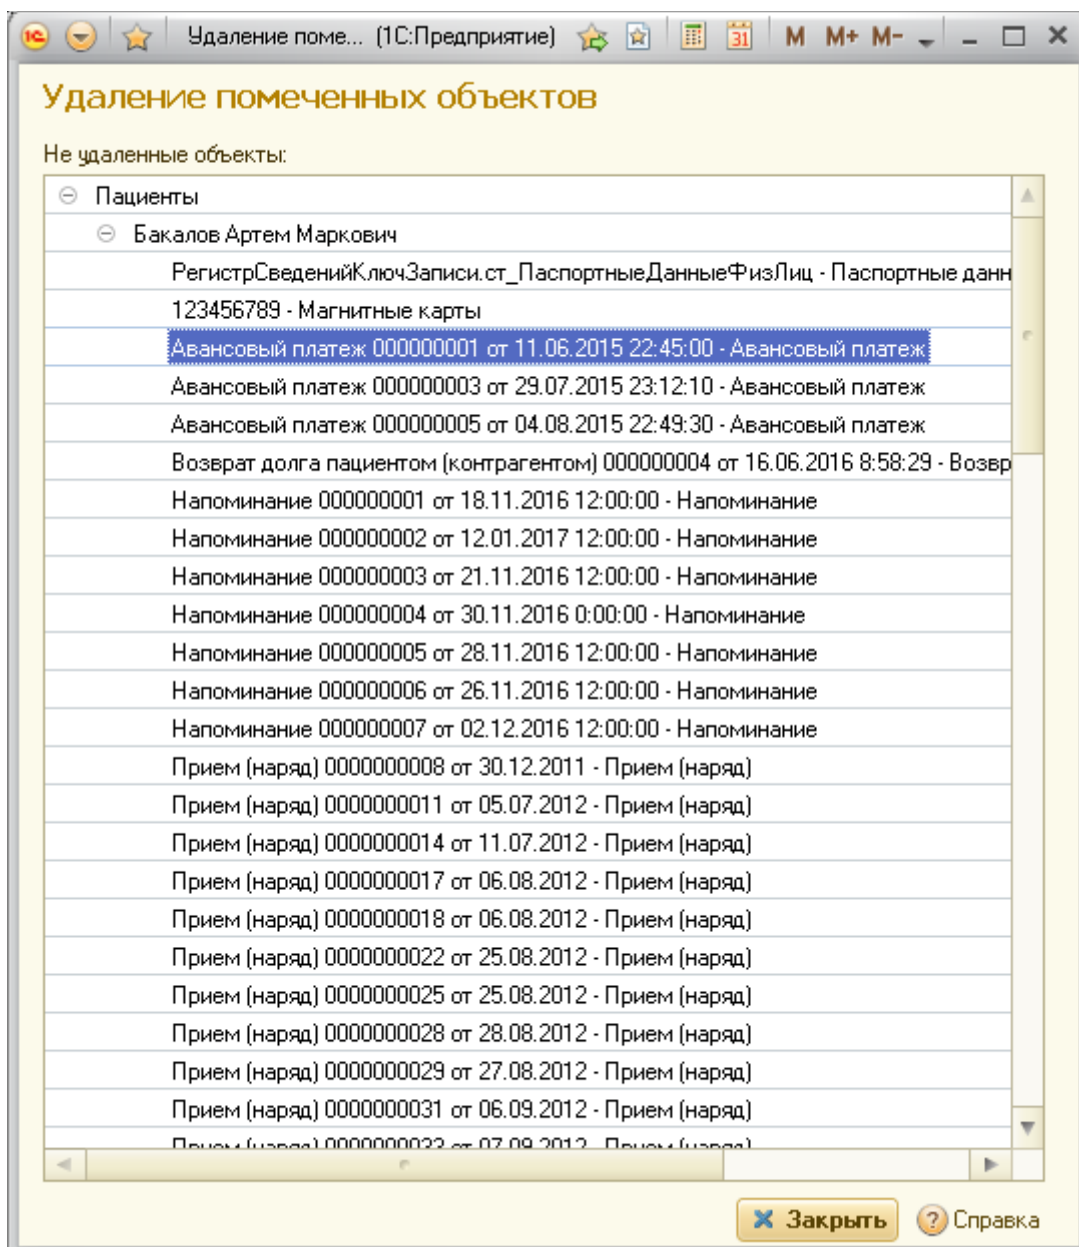 1С Удаление поме... (1С:Предприятие) 31 M M+ M-
Удаление помеченных объектов
Не удаленные объекты:
Пациенты
Бакалов Артем Маркович
РегистрСведенийКлючЗаписи.ст_ПаспортныеДанныеФизЛиц - Паспортные данн
123456789 - Магнитные карты
Авансовый платеж 000000001 от 11.06.2015 22:45:00 - Авансовый платеж
Авансовый платеж 000000003 от 29.07.2015 23:12:10 - Авансовый платеж
Авансовый платеж 000000005 от 04.08.2015 22:49:30 - Авансовый платеж
Возврат долга пациентом (контрагентом) 000000004 от 16.06.2016 8:58:29 - Возвр
Напоминание 000000001 от 18.11.2016 12:00:00 - Напоминание
Напоминание 000000002 от 12.01.2017 12:00:00 - Напоминание
Напоминание 000000003 от 21.11.2016 12:00:00 - Напоминание
Напоминание 000000004 от 30.11.2016 0:00:00 - Напоминание
Напоминание 000000005 от 28.11.2016 12:00:00 - Напоминание
Напоминание 000000006 от 26.11.2016 12:00:00 - Напоминание
Напоминание 000000007 от 02.12.2016 12:00:00 - Напоминание
Прием (наряд) 0000000008 от 30.12.2011 - Прием (наряд)
Прием (наряд) 0000000011 от 05.07.2012 - Прием (наряд)
Прием (наряд) 0000000014 от 11.07.2012 - Прием (наряд)
Прием (наряд) 0000000017 от 06.08.2012 - Прием (наряд)
Прием (наряд) 0000000018 от 06.08.2012 - Прием (наряд)
Прием (наряд) 0000000022 от 25.08.2012 - Прием (наряд)
Прием (наряд) 0000000025 от 25.08.2012 - Прием (наряд)
Прием (наряд) 0000000028 от 28.08.2012 - Прием (наряд)
Прием (наряд) 0000000029 от 27.08.2012 - Прием (наряд)
Прием (наряд) 0000000031 от 06.09.2012 - Прием (наряд)
Прием (наряд) 0000000033 от 07.09.2012 - Прием (наряд)
Закрыть ? Справка